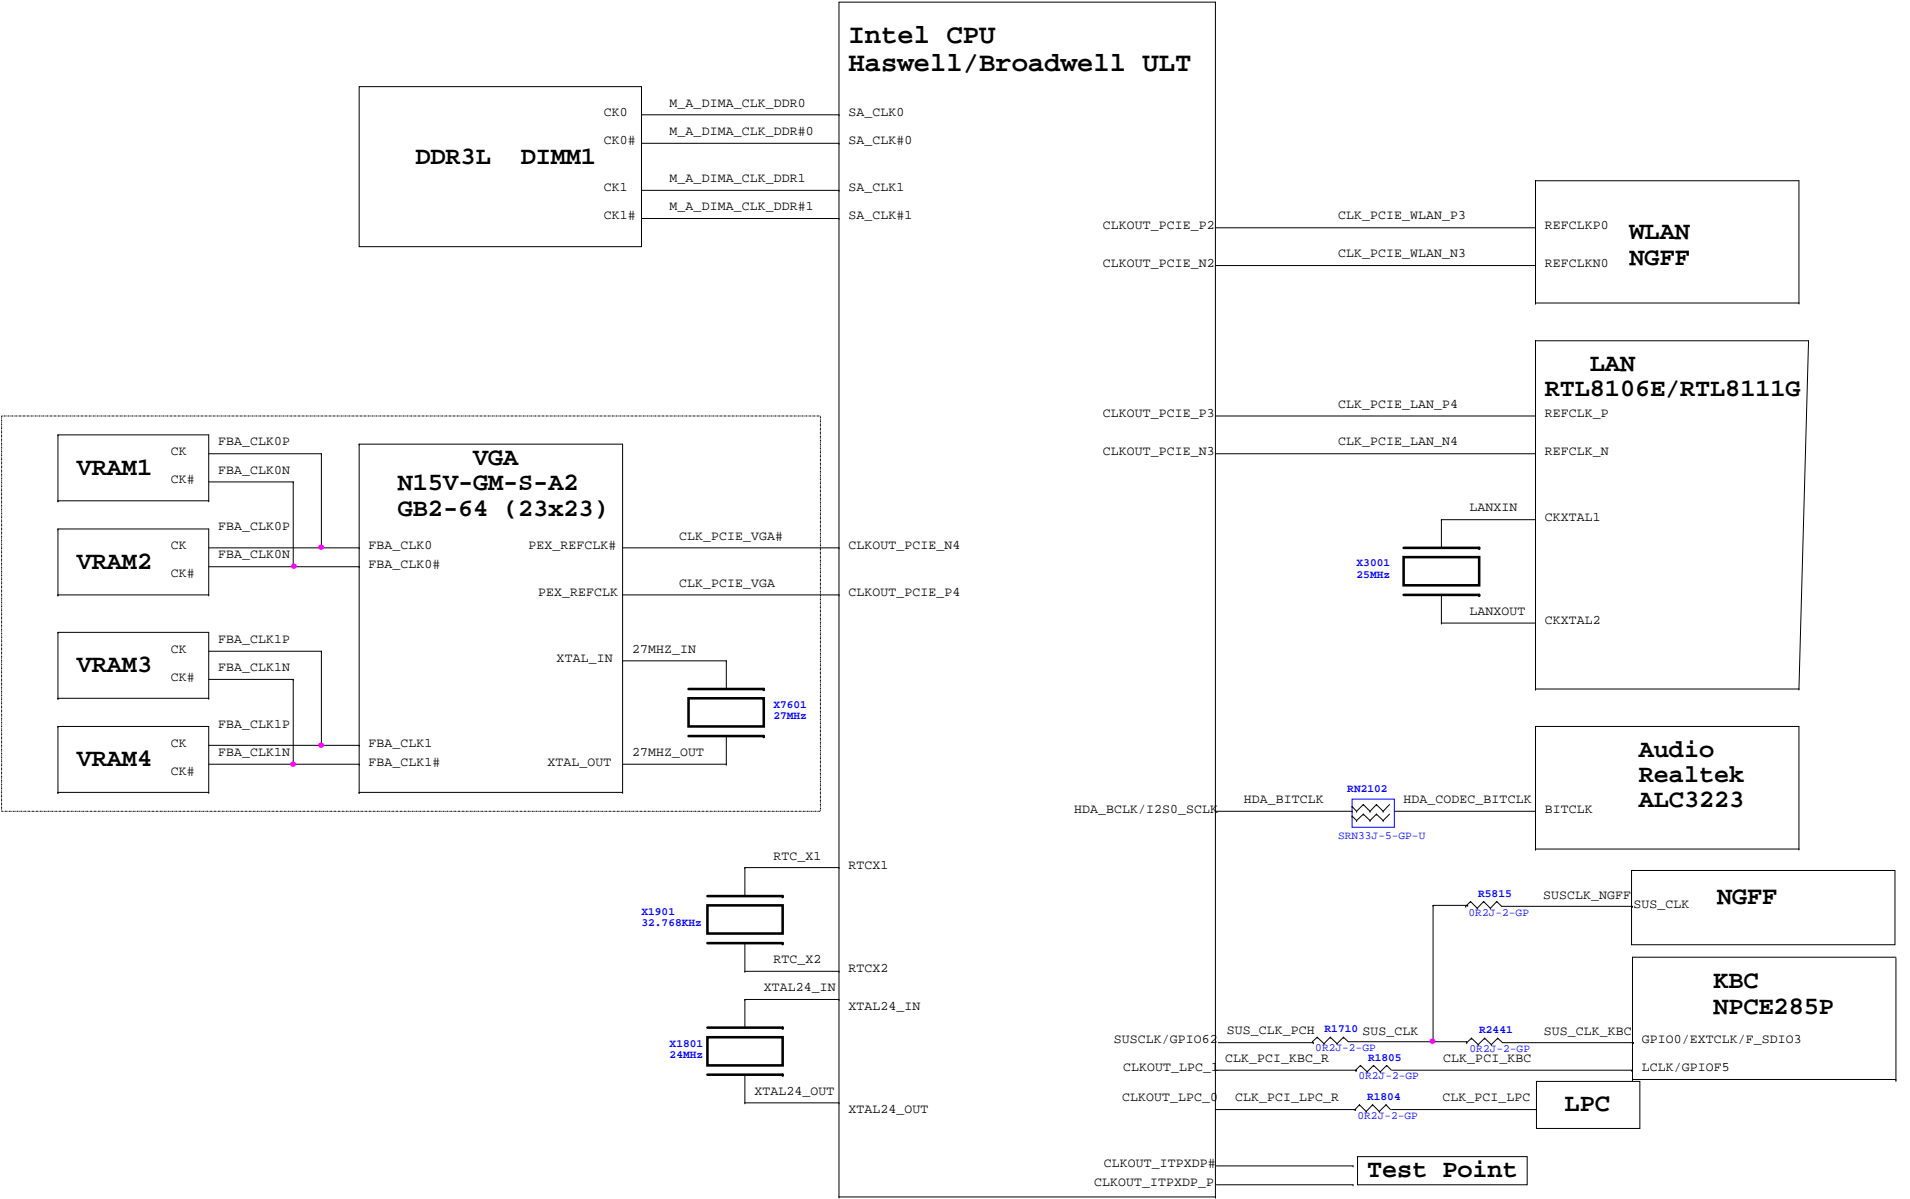 Intel CPU
Haswell/Broadwell ULT
DDR3L DIMM1
CK0
M_A_DIMA_CLK_DDR0
SA_CLK0
CK0#
M_A_DIMA_CLK_DDR#0
SA_CLK#0
CK1
M_A_DIMA_CLK_DDR1
SA_CLK1
CK1#
M_A_DIMA_CLK_DDR#1
SA_CLK#1
CLKOUT_PCIE_P2
CLK_PCIE_WLAN_P3
REFCLKP0
CLKOUT_PCIE_N2
CLK_PCIE_WLAN_N3
REFCLKN0
WLAN
NGFF
LAN
RTL8106E/RTL8111G
CLKOUT_PCIE_P3
CLK_PCIE_LAN_P4
REFCLK_P
CLKOUT_PCIE_N3
CLK_PCIE_LAN_N4
REFCLK_N
LANXIN
CKXTAL1
X3001
25MHz
LANXOUT
CKXTAL2
VRAM1
CK
FBA_CLK0P
CK#
FBA_CLK0N
VRAM2
CK
FBA_CLK0P
CK#
FBA_CLK0N
VRAM3
CK
FBA_CLK1P
CK#
FBA_CLK1N
VRAM4
CK
FBA_CLK1P
CK#
FBA_CLK1N
VGA
N15V-GM-S-A2
GB2-64 (23x23)
FBA_CLK0
FBA_CLK0#
FBA_CLK1
FBA_CLK1#
PEX_REFCLK#
CLK_PCIE_VGA#
CLKOUT_PCIE_N4
PEX_REFCLK
CLK_PCIE_VGA
CLKOUT_PCIE_P4
XTAL_IN
27MHZ_IN
X7601
27MHz
XTAL_OUT
27MHZ_OUT
Audio
Realtek
ALC3223
HDA_BCLK/I2S0_SCLK
HDA_BITCLK
RN2102
SRN33J-5-GP-U
HDA_CODEC_BITCLK
BITCLK
RTC_X1
RTCX1
X1901
32.768KHz
RTC_X2
RTCX2
XTAL24_IN
XTAL24_IN
X1801
24MHz
XTAL24_OUT
XTAL24_OUT
R5815
0R2J-2-GP
SUSCLK_NGFF
SUS_CLK
NGFF
KBC
NPCE285P
SUSCLK/GPIO62
SUS_CLK_PCH
R1710
0R2J-2-GP
SUS_CLK
R2441
0R2J-2-GP
SUS_CLK_KBC
GPIO0/EXTCLK/F_SDIO3
CLKOUT_LPC_1
CLK_PCI_KBC_R
R1805
0R2J-2-GP
CLK_PCI_KBC
LCLK/GPIOF5
CLKOUT_LPC_0
CLK_PCI_LPC_R
R1804
0R2J-2-GP
CLK_PCI_LPC
LPC
CLKOUT_ITPXDP#
CLKOUT_ITPXDP_P
Test Point